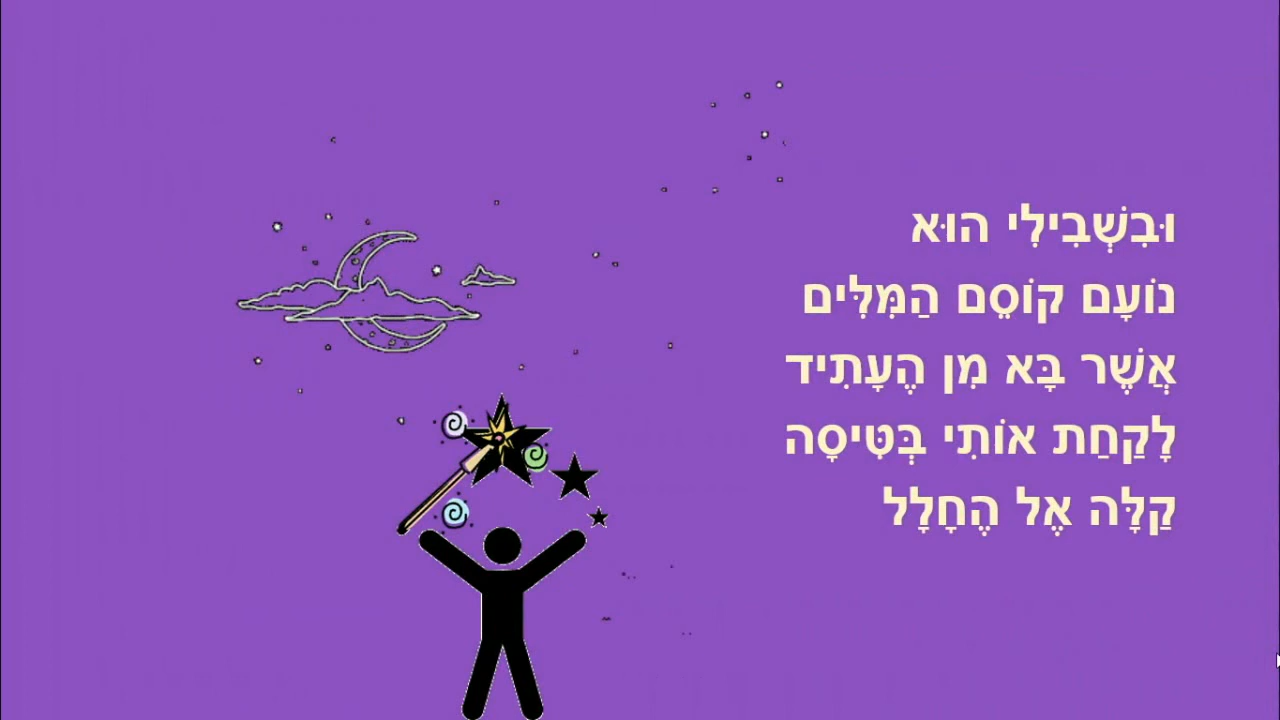 וּבִשְׁבִילִי הוּא
נוֹעָם קוֹסֵם הַמִּלִּים
אֲשֶׁר בָּא מִן הֶעָתִיד
לָקַחַת אוֹתִי בְּטִּיסָה
קַלָּה אֶל הֶחָלָל